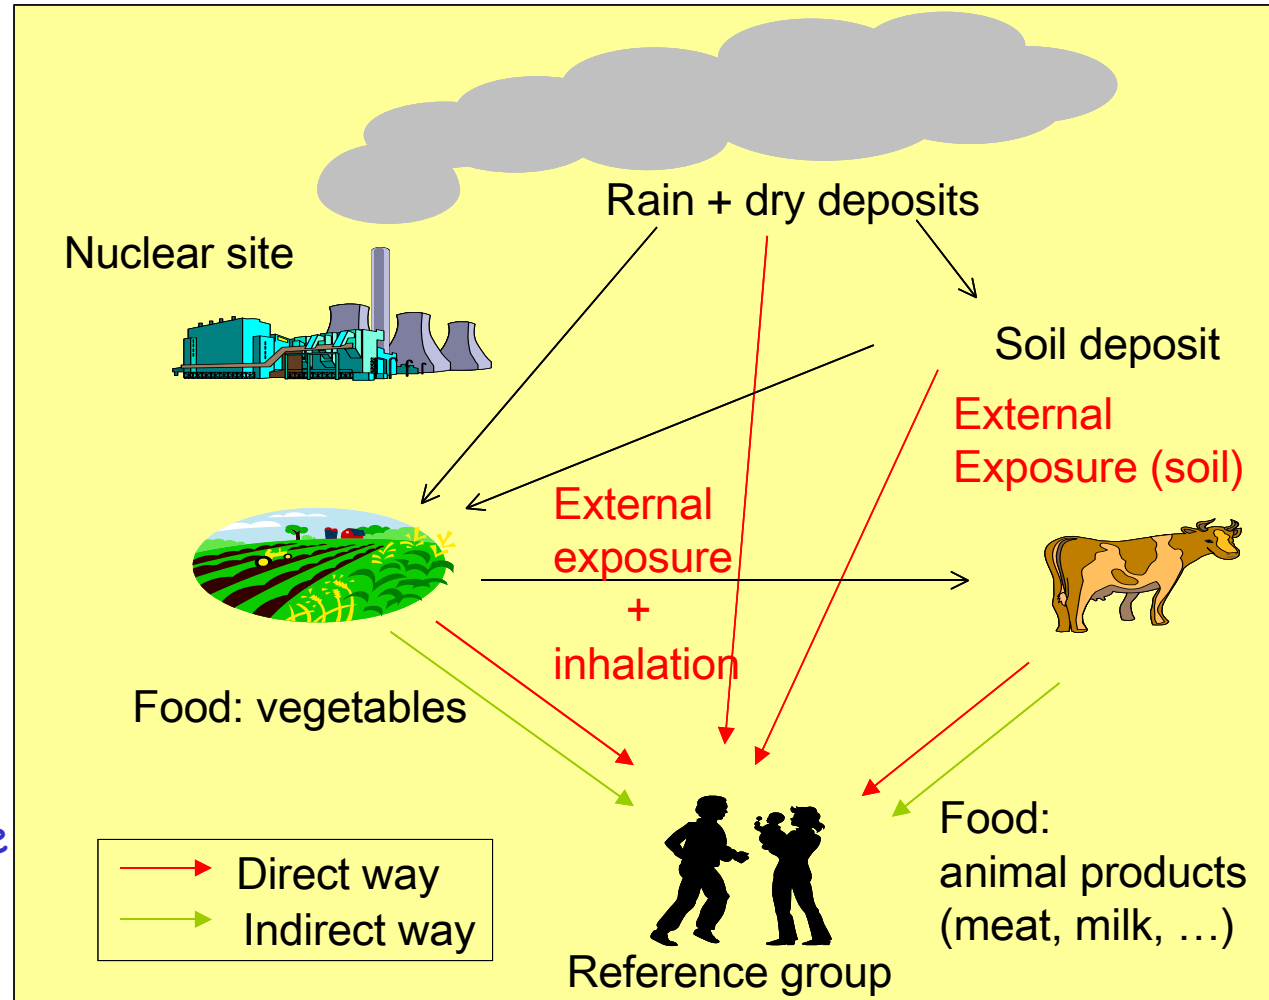 Rain + dry deposits
Nuclear site
Soil deposit
External
Exposure (soil)
External
exposure
+
inhalation
Food: vegetables
Food:
animal products
(meat, milk, …)
Direct way
Indirect way
Reference group
e